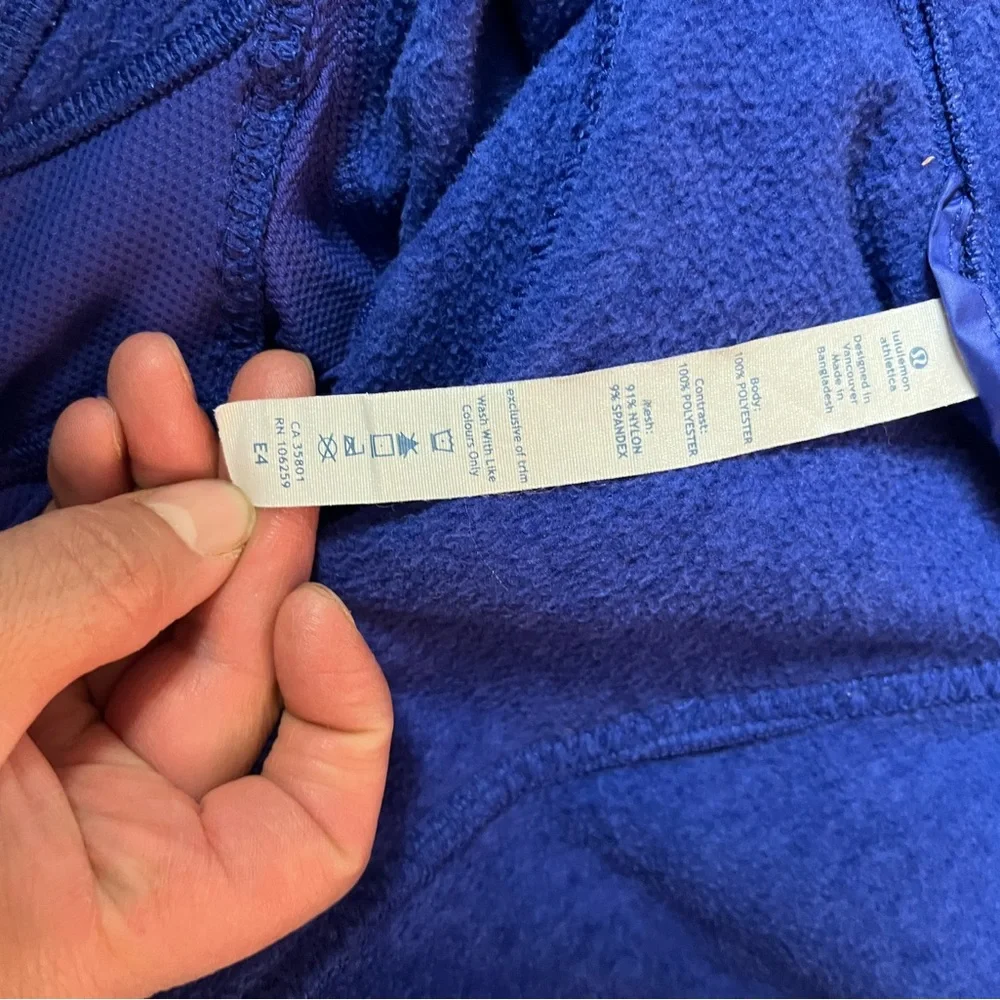 lululemon
athletica
Designed in
Vancouver
Made in
Bangladesh
Body:
100% POLYESTER
Contrast:
100% POLYESTER
Mesh:
91% NYLON
9% SPANDEX
exclusive of trim
Wash With Like
Colours Only
CA 35801
RN 106259
E4